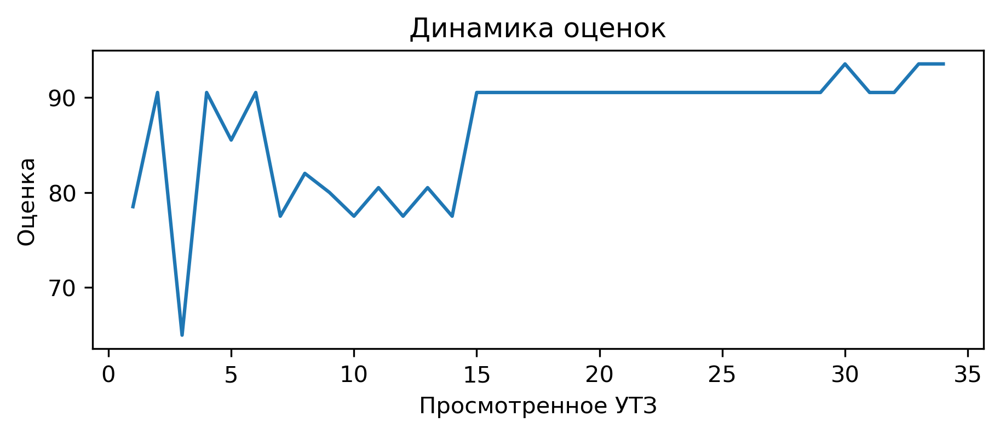 Динамика оценок
Оценка
90
80
70
0 5 10 15 20 25 30 35
Просмотренное УТЗ